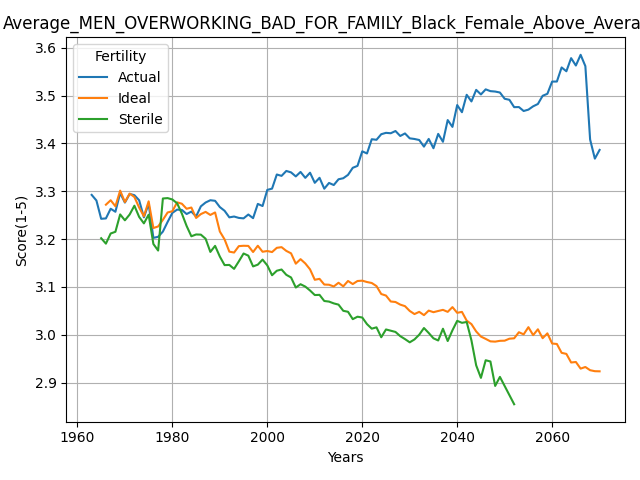 Average_MEN_OVERWORKING_BAD_FOR_FAMILY_Black_Female_Above_Avera
Fertility
Actual
Ideal
Sterile
Score(1-5)
3.6
3.5
3.4
3.3
3.2
3.1
3.0
2.9
1960
1980
2000
2020
2040
2060
Years